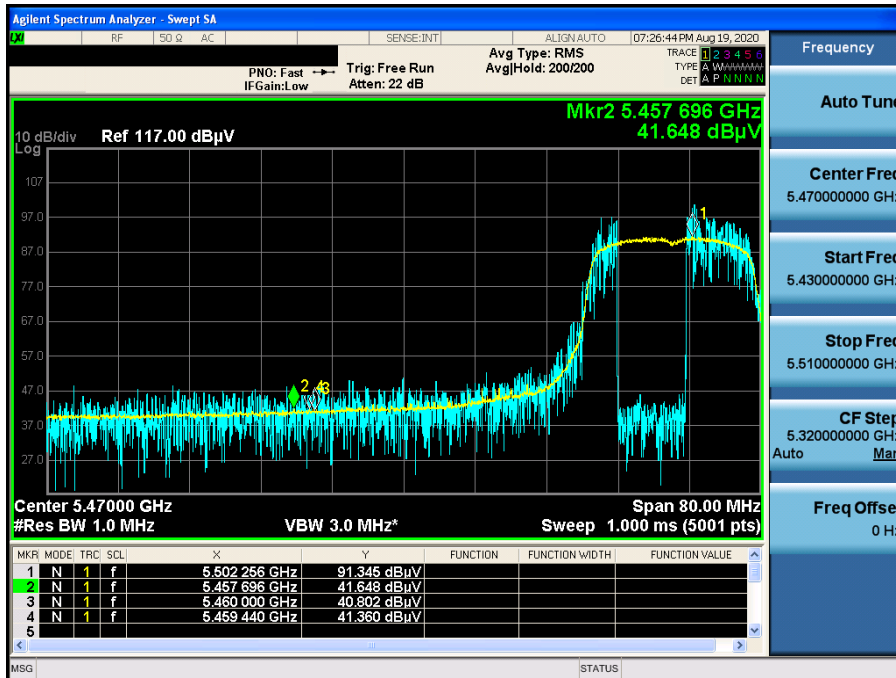 Agilent Spectrum Analyzer - Swept SA
LXI RF 50 Ω AC SENSE:INT ALIGN AUTO 07:26:44 PM Aug 19, 2020
PNO: Fast
IFGain:Low
Trig: Free Run
Atten: 22 dB
Avg Type: RMS
Avg|Hold: 200/200
TRACE 1 2 3 4 5 6
TYPE A
DET A P N N N N
Mkr2 5.457 696 GHz
41.648 dBµV
10 dB/div Ref 117.00 dBµV
Log
107
97.0
87.0
77.0
67.0
57.0
47.0
37.0
27.0
1
2 4 3
Center 5.47000 GHz Span 80.00 MHz
#Res BW 1.0 MHz VBW 3.0 MHz* Sweep 1.000 ms (5001 pts)
MKR MODE TRC SCL X Y FUNCTION FUNCTION WIDTH FUNCTION VALUE
1 N 1 f 5.502 256 GHz 91.345 dBµV
2 N 1 f 5.457 696 GHz 41.648 dBµV
3 N 1 f 5.460 000 GHz 40.802 dBµV
4 N 1 f 5.459 440 GHz 41.360 dBµV
5
MSG STATUS
Frequency
Auto Tune
Center Freq
5.470000000 GHz
Start Freq
5.430000000 GHz
Stop Freq
5.510000000 GHz
CF Step
5.320000000 GHz
Auto Man
Freq Offset
0 Hz